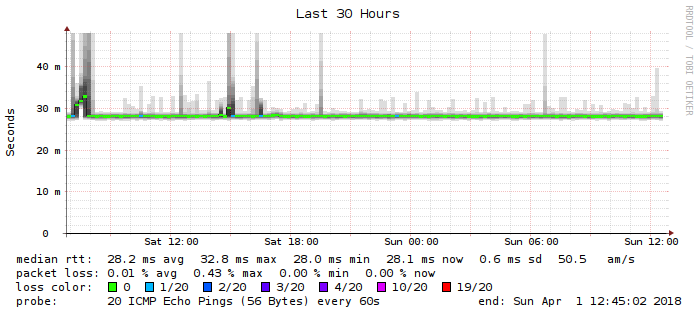 Last 30 Hours
RRDTOOL / TOBI OETIKER
Seconds
40 m
30 m
20 m
10 m
0
Sat 12:00 Sat 18:00 Sun 00:00 Sun 06:00 Sun 12:00
median rtt: 28.2 ms avg 32.8 ms max 28.0 ms min 28.1 ms now 0.6 ms sd 50.5 am/s
packet loss: 0.01 % avg 0.43 % max 0.00 % min 0.00 % now
loss color: 0 1/20 2/20 3/20 4/20 10/20 19/20
probe: 20 ICMP Echo Pings (56 Bytes) every 60s end: Sun Apr 1 12:45:02 2018